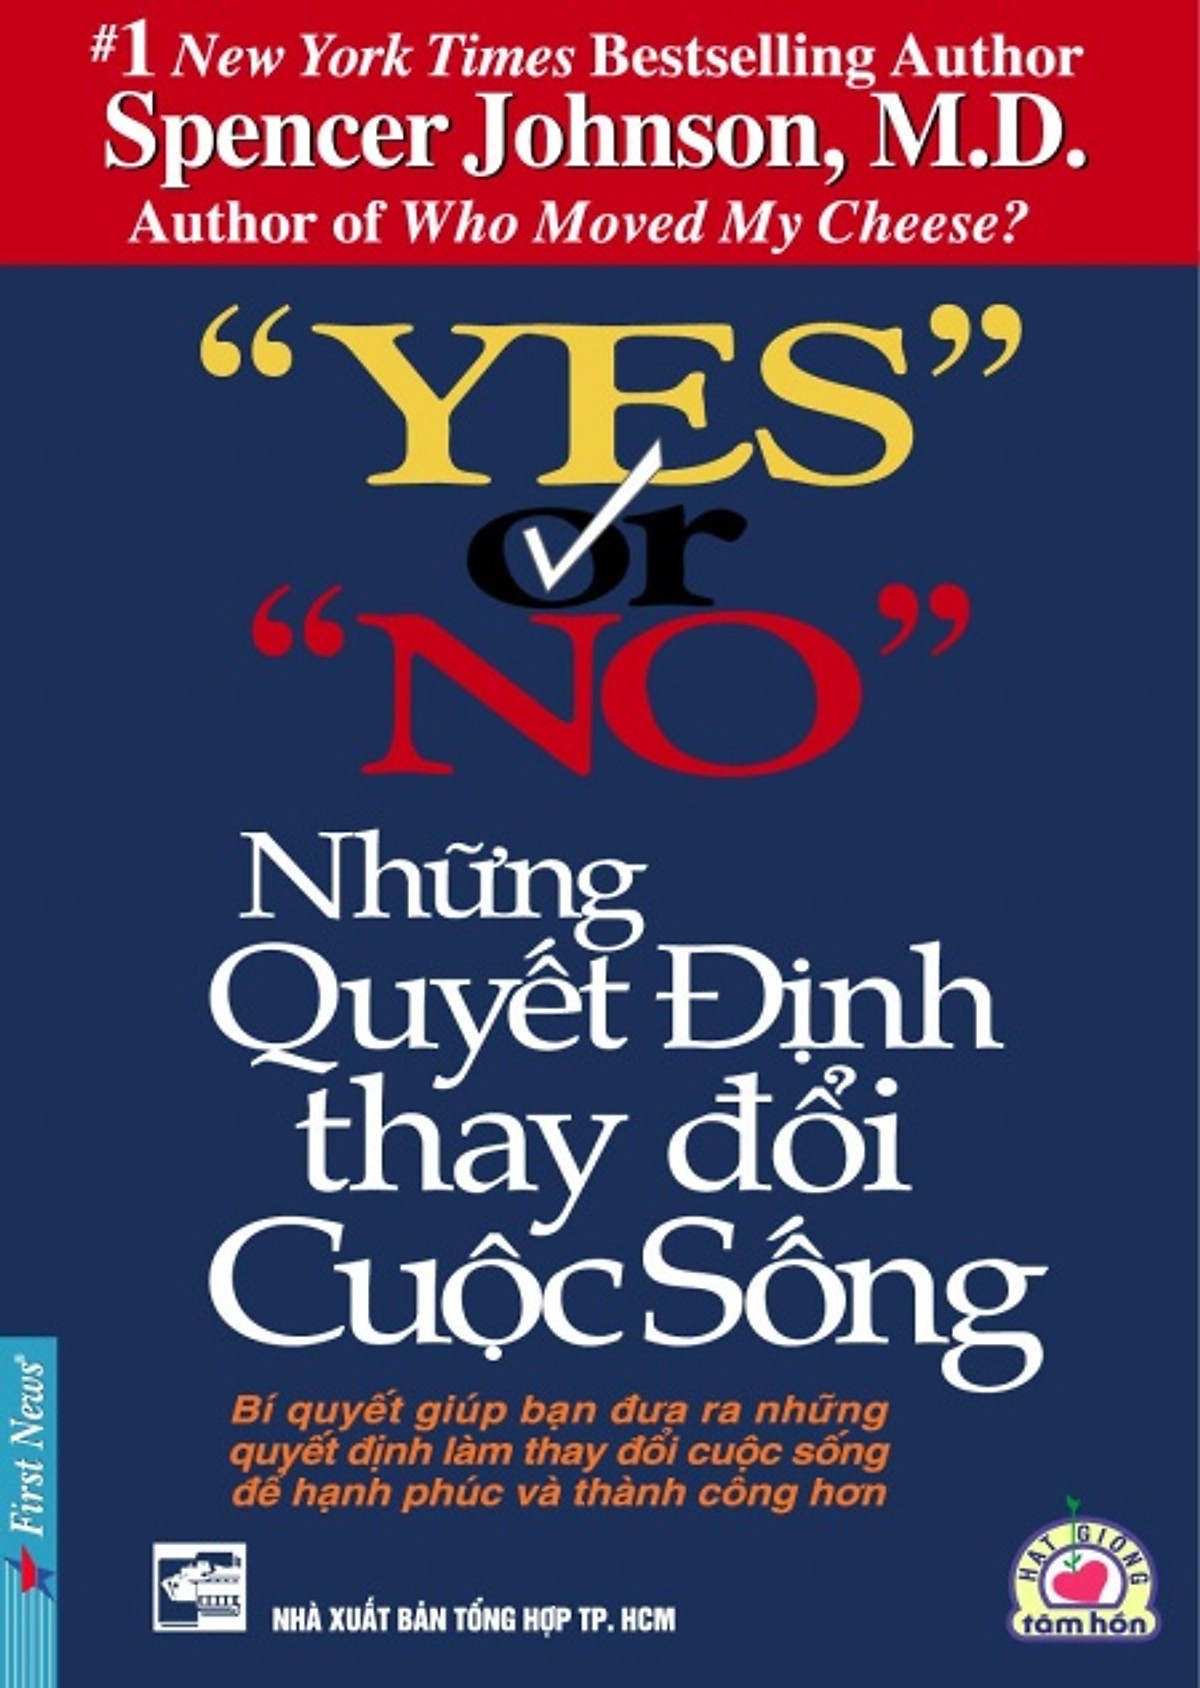 #1 New York Times Bestselling Author
Spencer Johnson, M.D.
Author of Who Moved My Cheese?
“YES”
or
“NO”
Những
Quyết Định
thay đổi
Cuộc Sống
Bí quyết giúp bạn đưa ra những
quyết định làm thay đổi cuộc sống
để hạnh phúc và thành công hơn
First News®
NHÀ XUẤT BẢN TỔNG HỢP TP. HCM
HẠT GIỐNG
tâm hồn